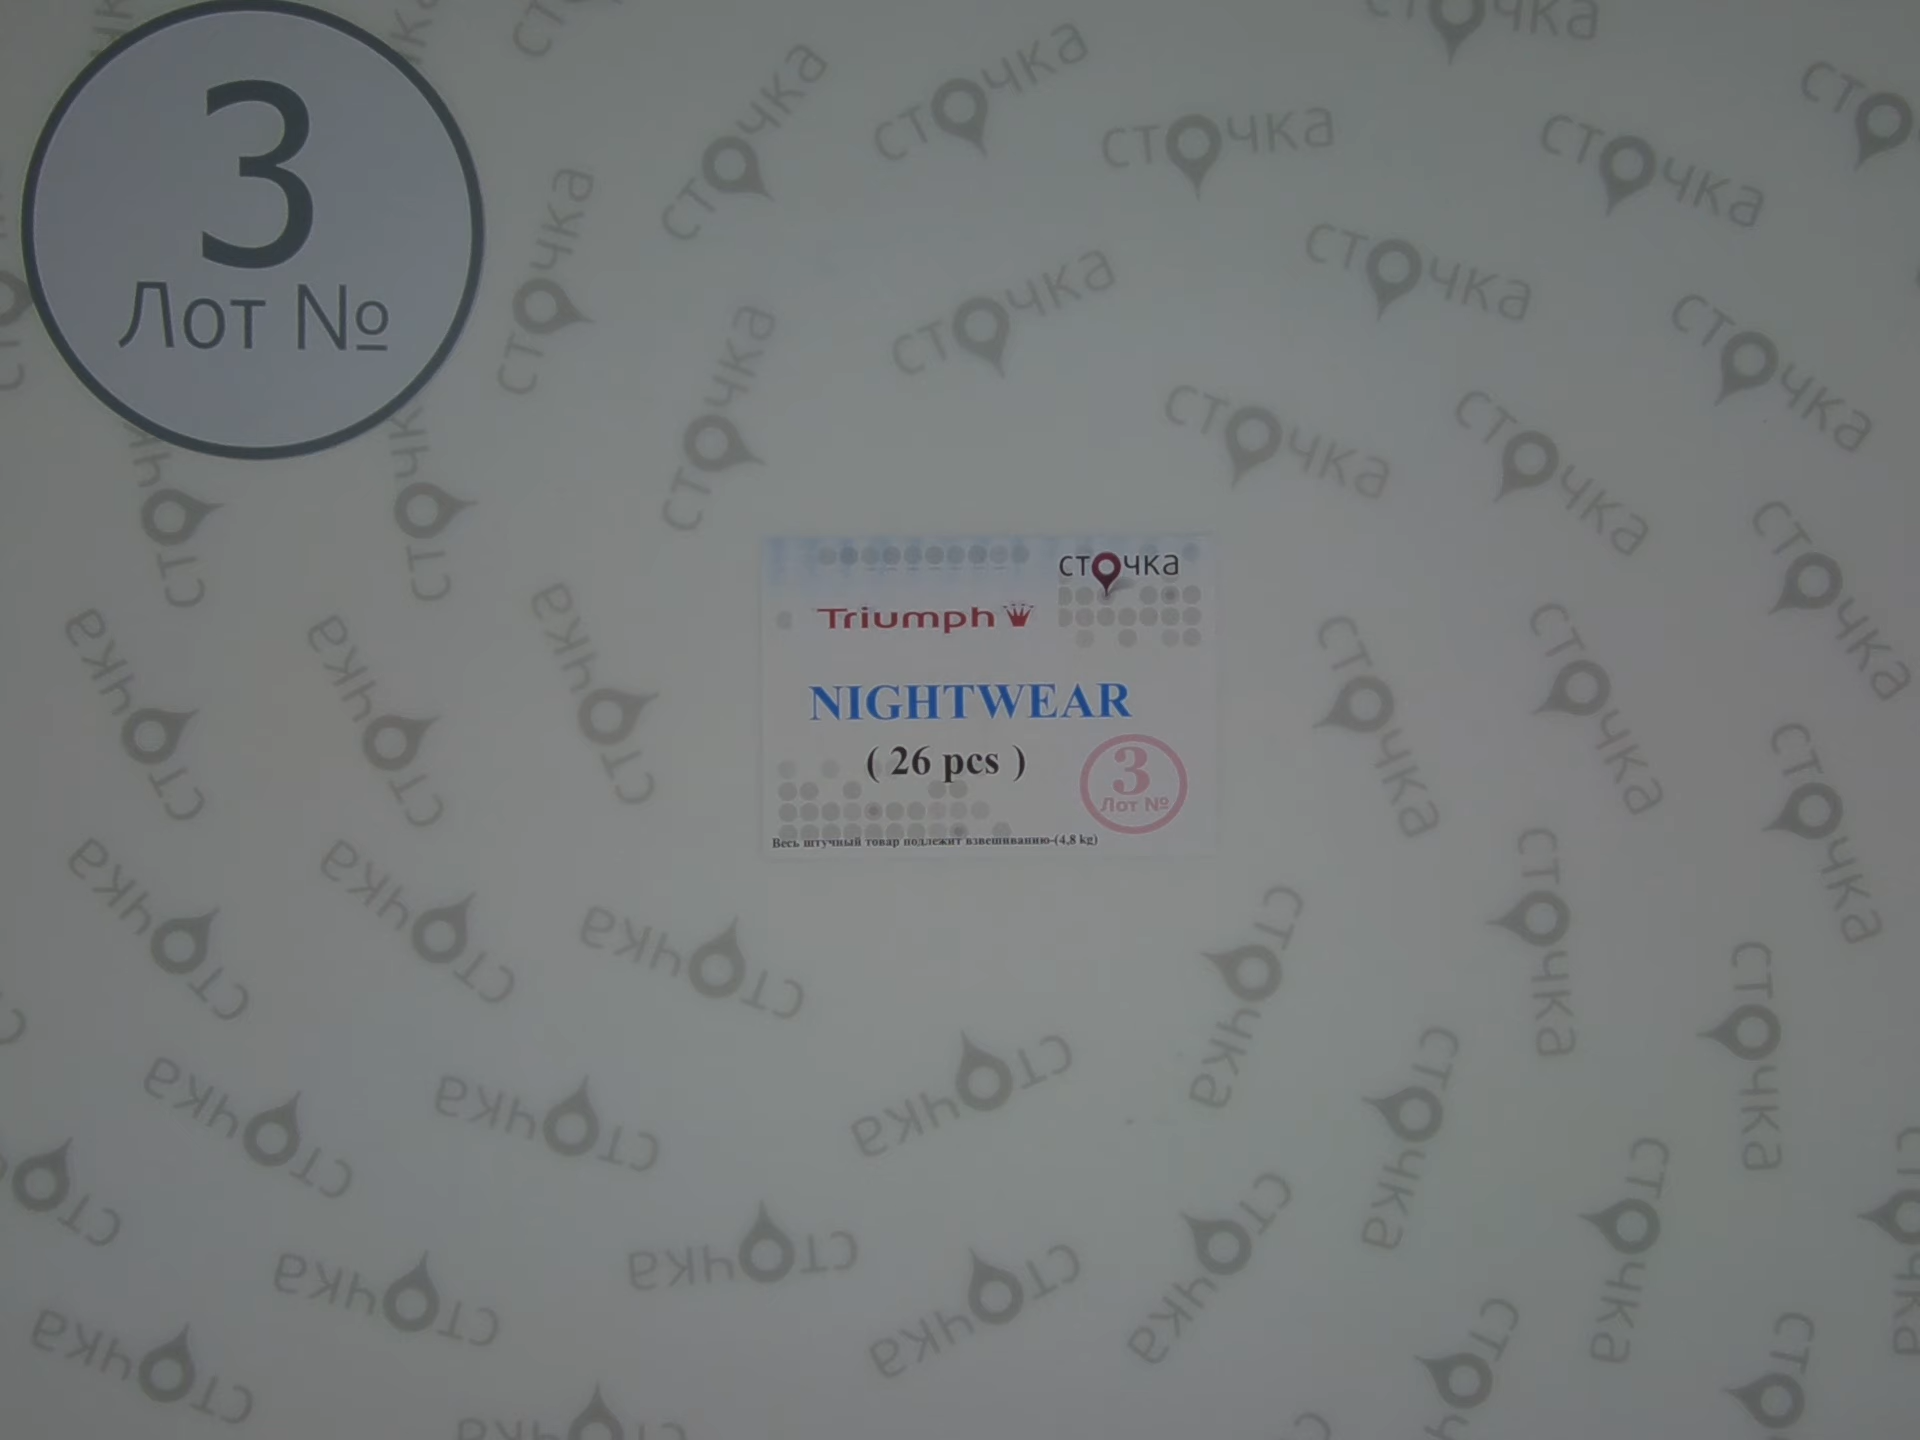 3
Лот №
сточка
Triumph
NIGHTWEAR
( 26 pcs )
3
Лот №
Весь штучный товар подлежит взвешиванию-(4,8 kg)